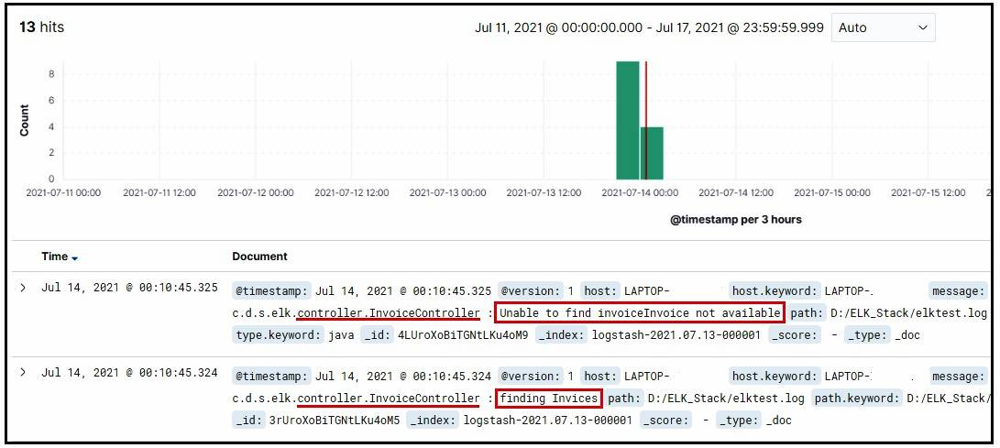 13 hits
Jul 11, 2021 @ 00:00:00.000 - Jul 17, 2021 @ 23:59:59.999 Auto
8
6
4
2
0
Count
2021-07-11 00:00 2021-07-11 12:00 2021-07-12 00:00 2021-07-12 12:00 2021-07-13 00:00 2021-07-13 12:00 2021-07-14 00:00 2021-07-14 12:00 2021-07-15 00:00 2021-07-15 12:00 2
@timestamp per 3 hours
Time Document
Jul 14, 2021 @ 00:10:45.325 @timestamp: Jul 14, 2021 @ 00:10:45.325 @version: 1 host: LAPTOP- host.keyword: LAPTOP-. message:
c.d.s.elk.controller.InvoiceController : Unable to find invoiceInvoice not available path: D:/ELK_Stack/elktest.log
type.keyword: java _id: 4LUroXoBiTGNtLKu4oM9 _index: logstash-2021.07.13-000001 _score: - _type: _doc
Jul 14, 2021 @ 00:10:45.324 @timestamp: Jul 14, 2021 @ 00:10:45.324 @version: 1 host: LAPTOP- host.keyword: LAPTOP- . message:
c.d.s.elk.controller.InvoiceController : finding Invices path: D:/ELK_Stack/elktest.log path.keyword: D:/ELK_Stack/
_id: 3rUroXoBiTGNtLKu4oM5 _index: logstash-2021.07.13-000001 _score: - _type: _doc